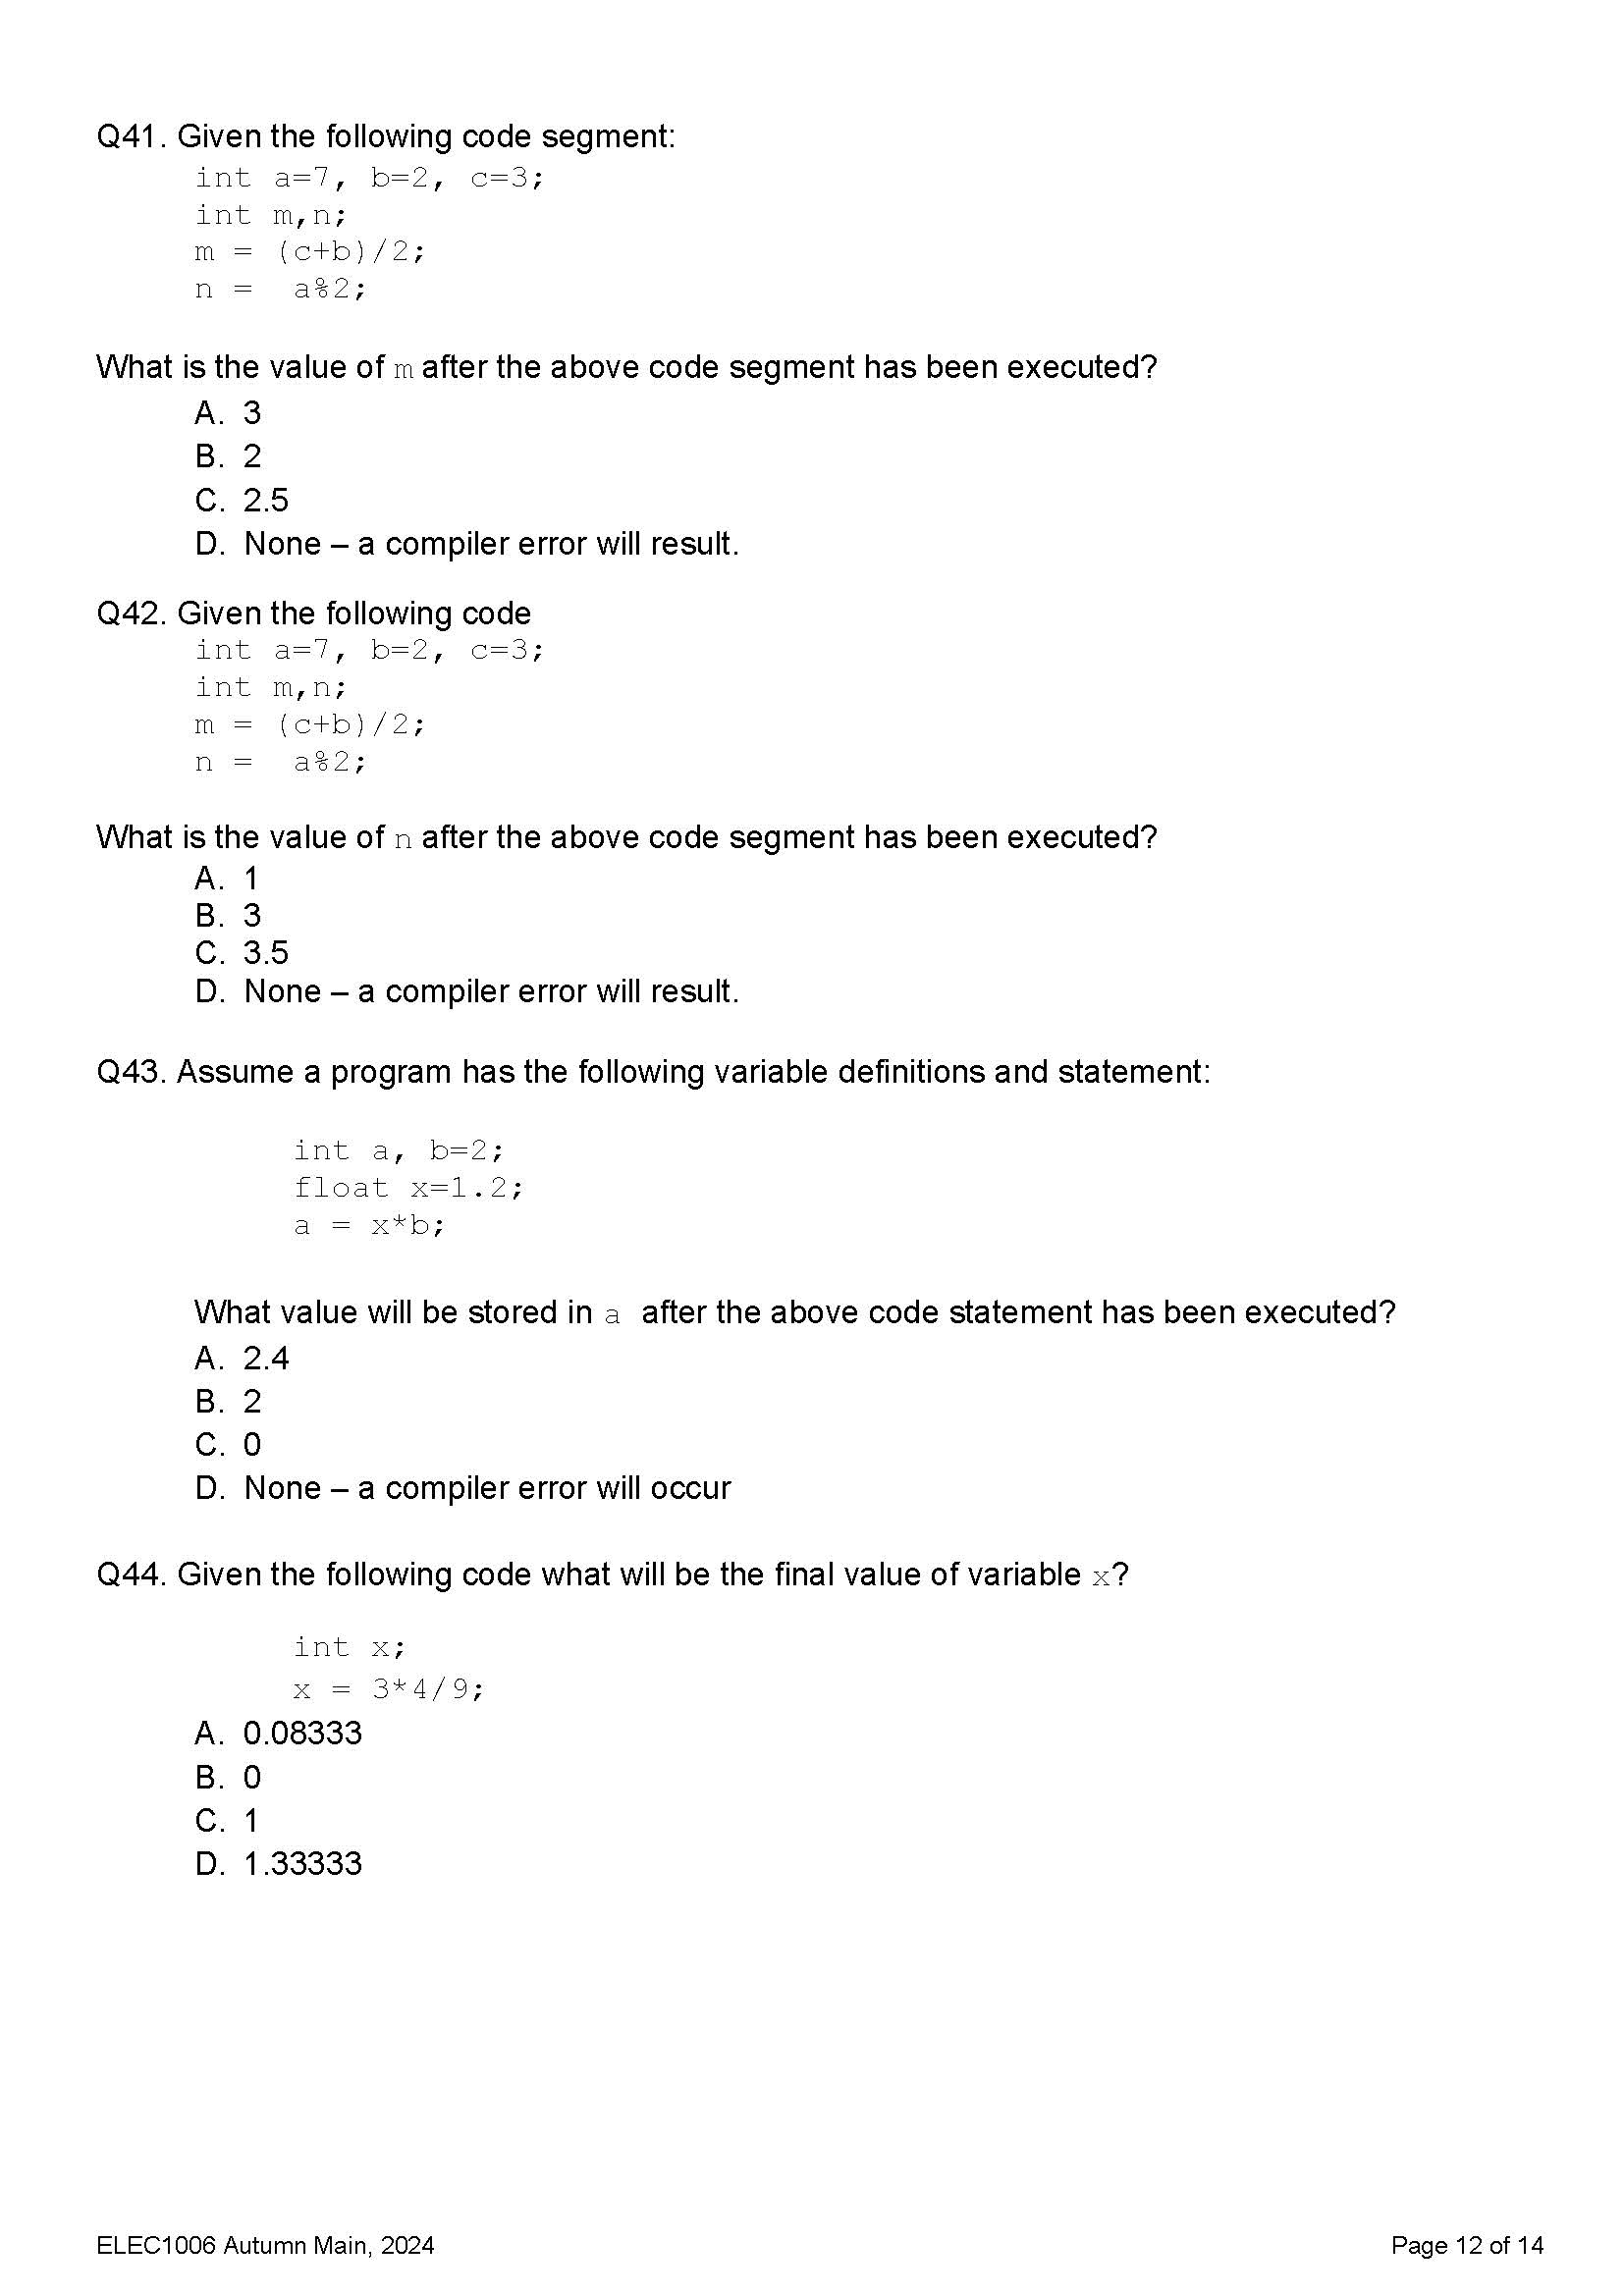 Q41. Given the following code segment:
int a=7, b=2, c=3;
int m,n;
m = (c+b)/2;
n =  a%2;
What is the value of m after the above code segment has been executed?
A. 3
B. 2
C. 2.5
D. None – a compiler error will result.
Q42. Given the following code
int a=7, b=2, c=3;
int m,n;
m = (c+b)/2;
n =  a%2;
What is the value of n after the above code segment has been executed?
A. 1
B. 3
C. 3.5
D. None – a compiler error will result.
Q43. Assume a program has the following variable definitions and statement:
int a, b=2;
float x=1.2;
a = x*b;
What value will be stored in a after the above code statement has been executed?
A. 2.4
B. 2
C. 0
D. None – a compiler error will occur
Q44. Given the following code what will be the final value of variable x?
int x;
x = 3*4/9;
A. 0.08333
B. 0
C. 1
D. 1.33333
ELEC1006 Autumn Main, 2024 Page 12 of 14